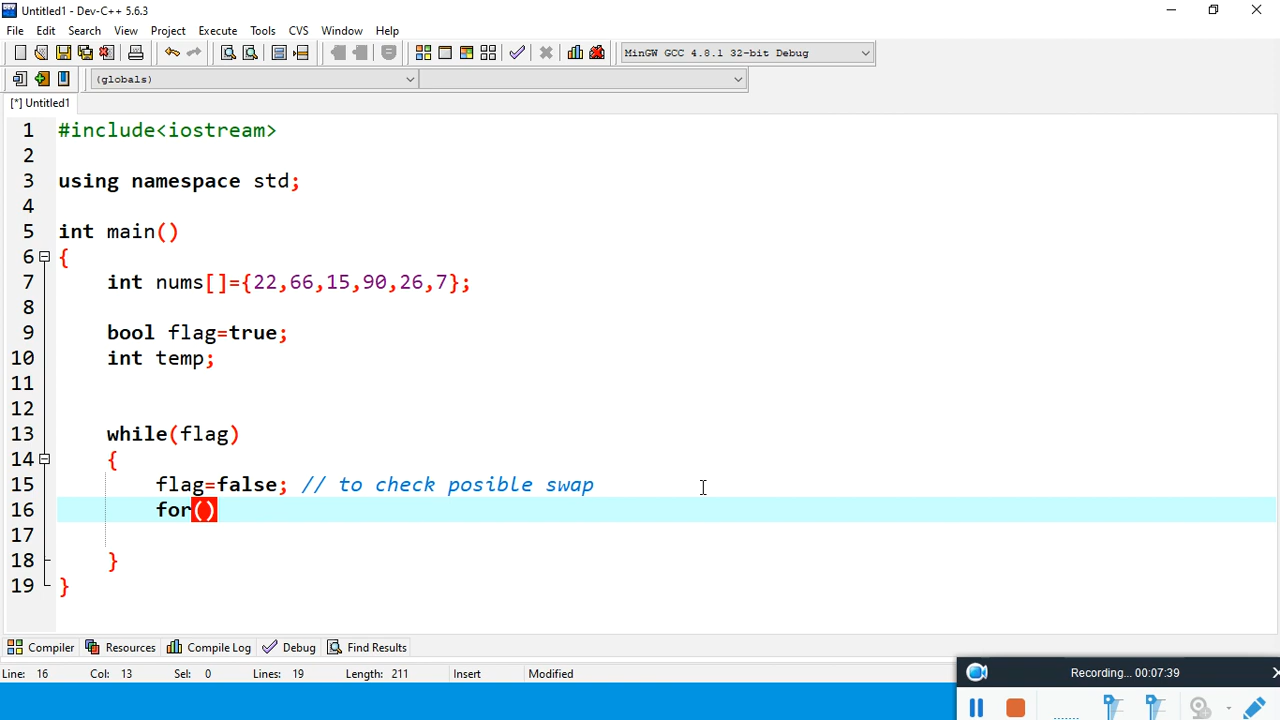 Untitled1 - Dev-C++ 5.6.3
File Edit Search View Project Execute Tools CVS Window Help
MinGW GCC 4.8.1 32-bit Debug
(globals)
[*] Untitled1
1 #include<iostream>
2
3 using namespace std;
4
5 int main()
6 {
7 int nums[]={22,66,15,90,26,7};
8
9 bool flag=true;
10 int temp;
11
12
13 while(flag)
14 {
15 flag=false; // to check posible swap
16 for()
17
18 }
19 }
Compiler Resources Compile Log Debug Find Results
Line: 16 Col: 13 Sel: 0 Lines: 19 Length: 211 Insert Modified
Recording... 00:07:39